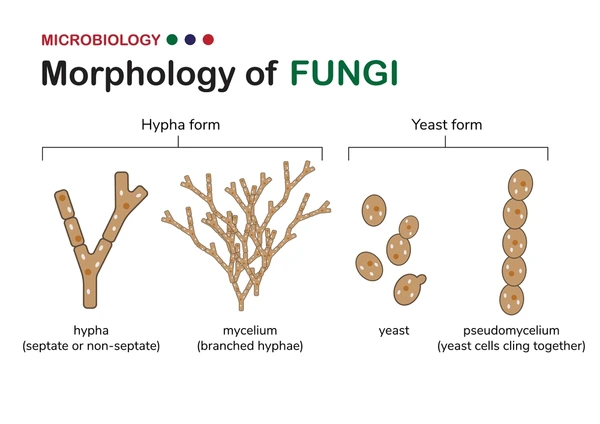 MICROBIOLOGY
Morphology of FUNGI
Hypha form
Yeast form
hypha
(septate or non-septate)
mycelium
(branched hyphae)
yeast
pseudomycelium
(yeast cells cling together)